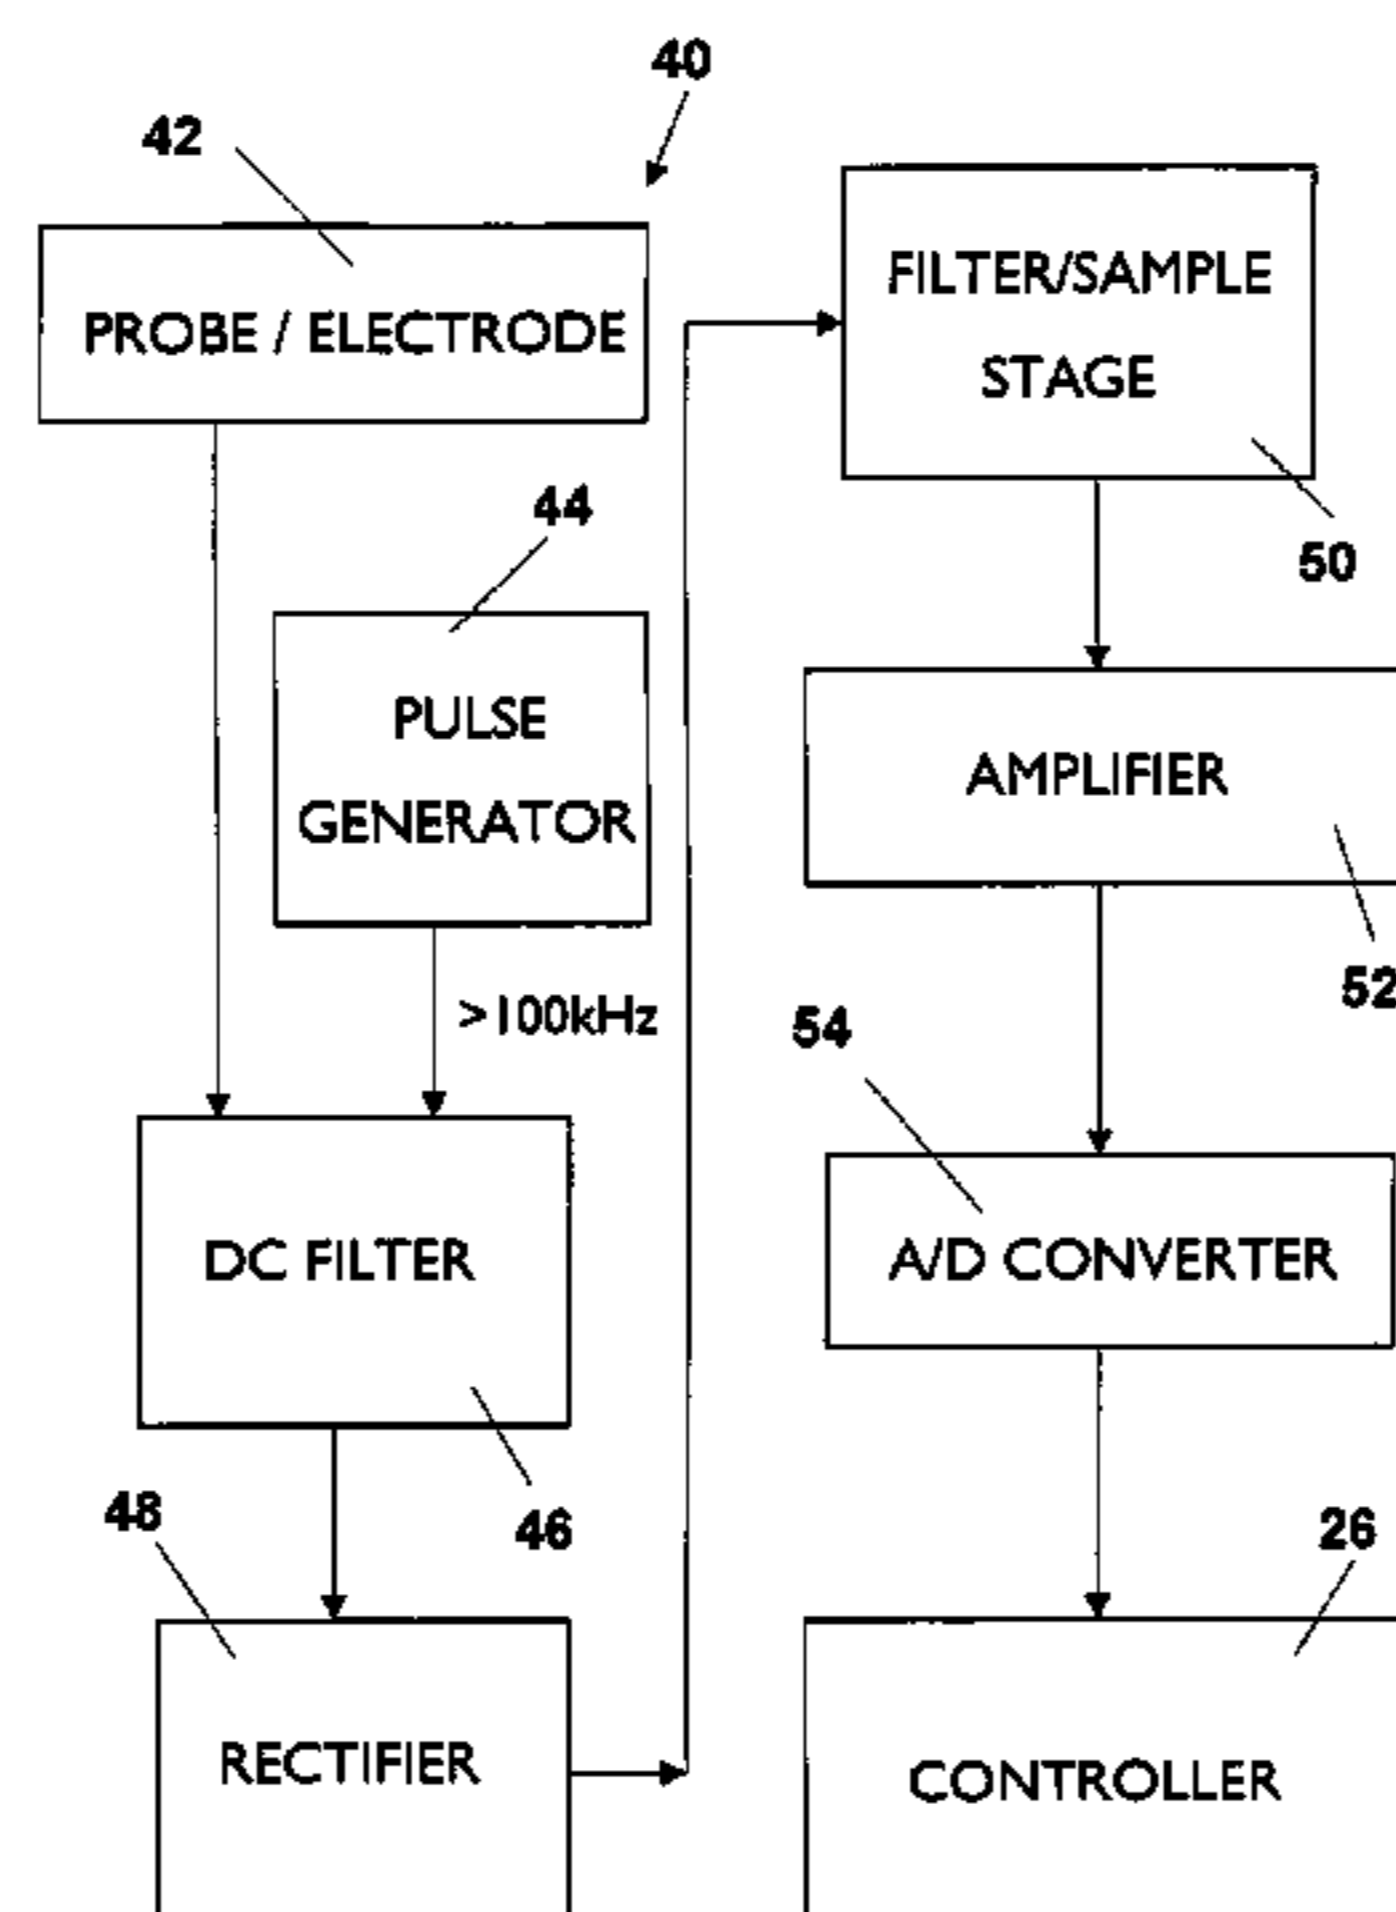 40
42
PROBE / ELECTRODE
44
PULSE
GENERATOR
>100kHz
DC FILTER
46
48
RECTIFIER
FILTER/SAMPLE
STAGE
50
AMPLIFIER
52
54
A/D CONVERTER
26
CONTROLLER